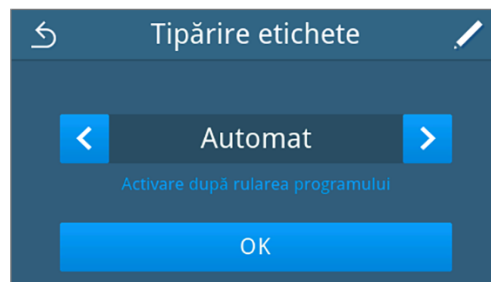 Tipărire etichete
Automat
Activare după rularea programului
OK